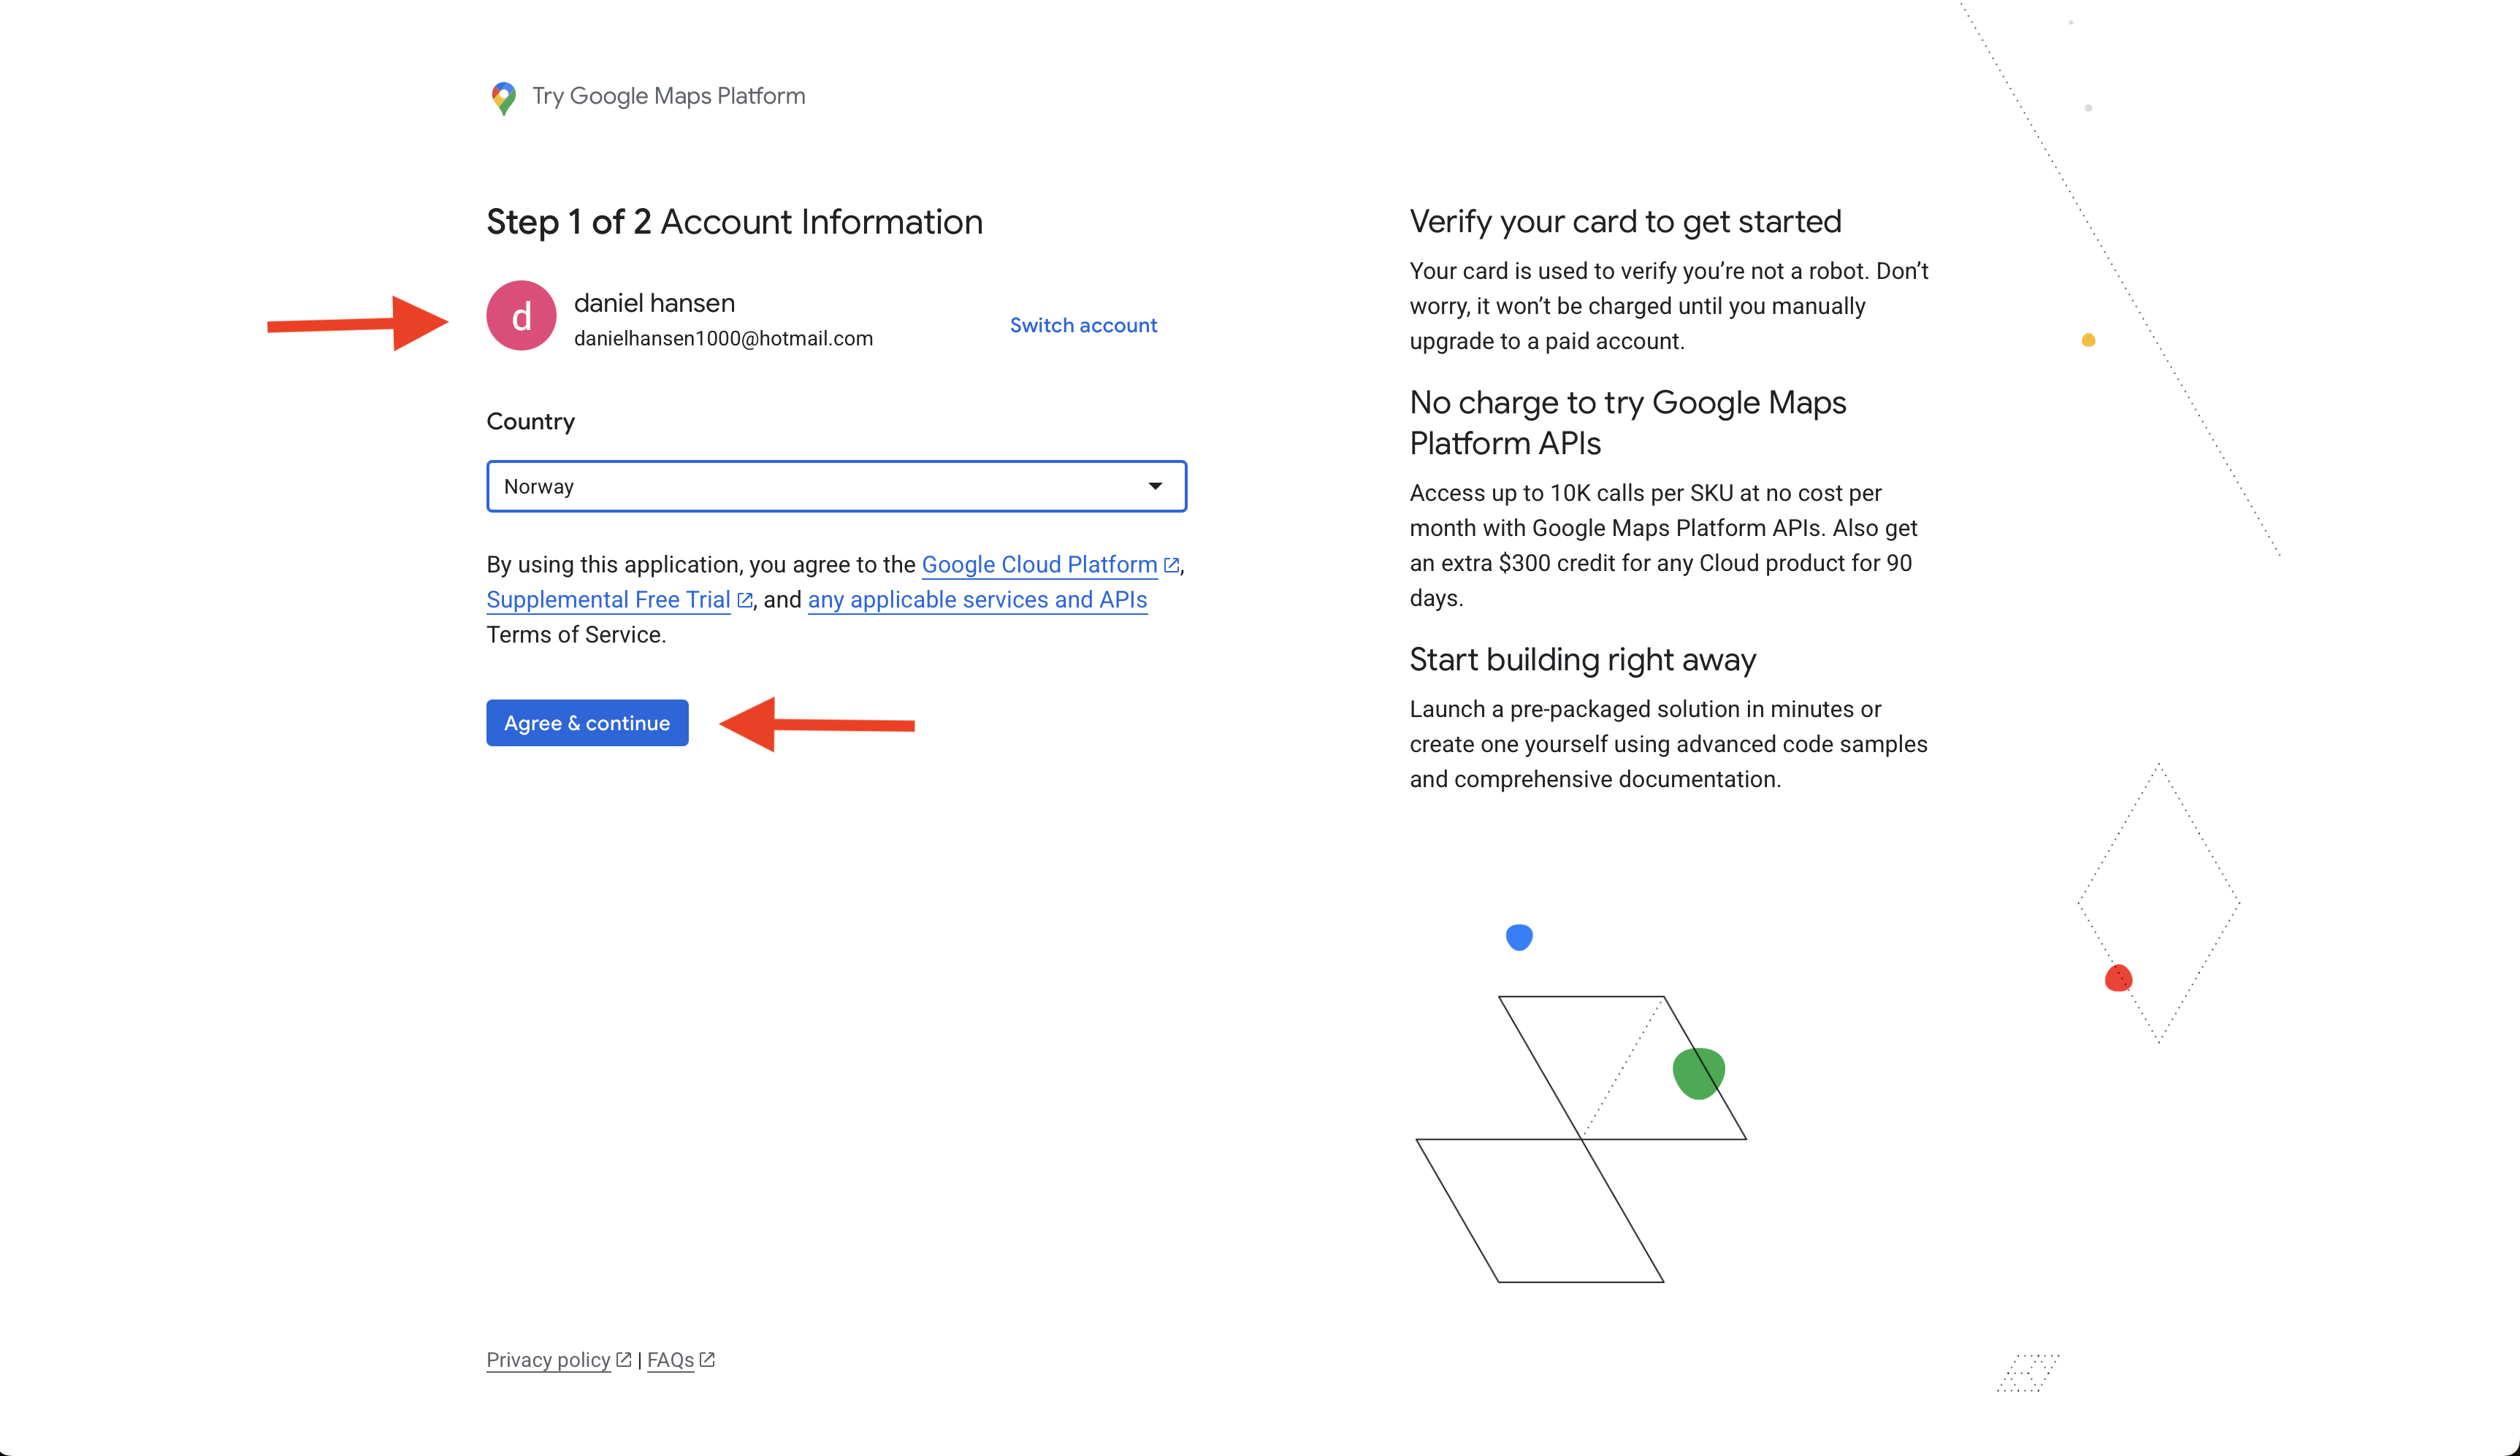 Try Google Maps Platform
Step 1 of 2 Account Information
d
daniel hansen
danielhansen1000@hotmail.com
Switch account
Country
Norway
By using this application, you agree to the Google Cloud Platform,
Supplemental Free Trial, and any applicable services and APIs
Terms of Service.
Agree & continue
Verify your card to get started
Your card is used to verify you’re not a robot. Don’t
worry, it won’t be charged until you manually
upgrade to a paid account.
No charge to try Google Maps
Platform APIs
Access up to 10K calls per SKU at no cost per
month with Google Maps Platform APIs. Also get
an extra $300 credit for any Cloud product for 90
days.
Start building right away
Launch a pre-packaged solution in minutes or
create one yourself using advanced code samples
and comprehensive documentation.
Privacy policy | FAQs